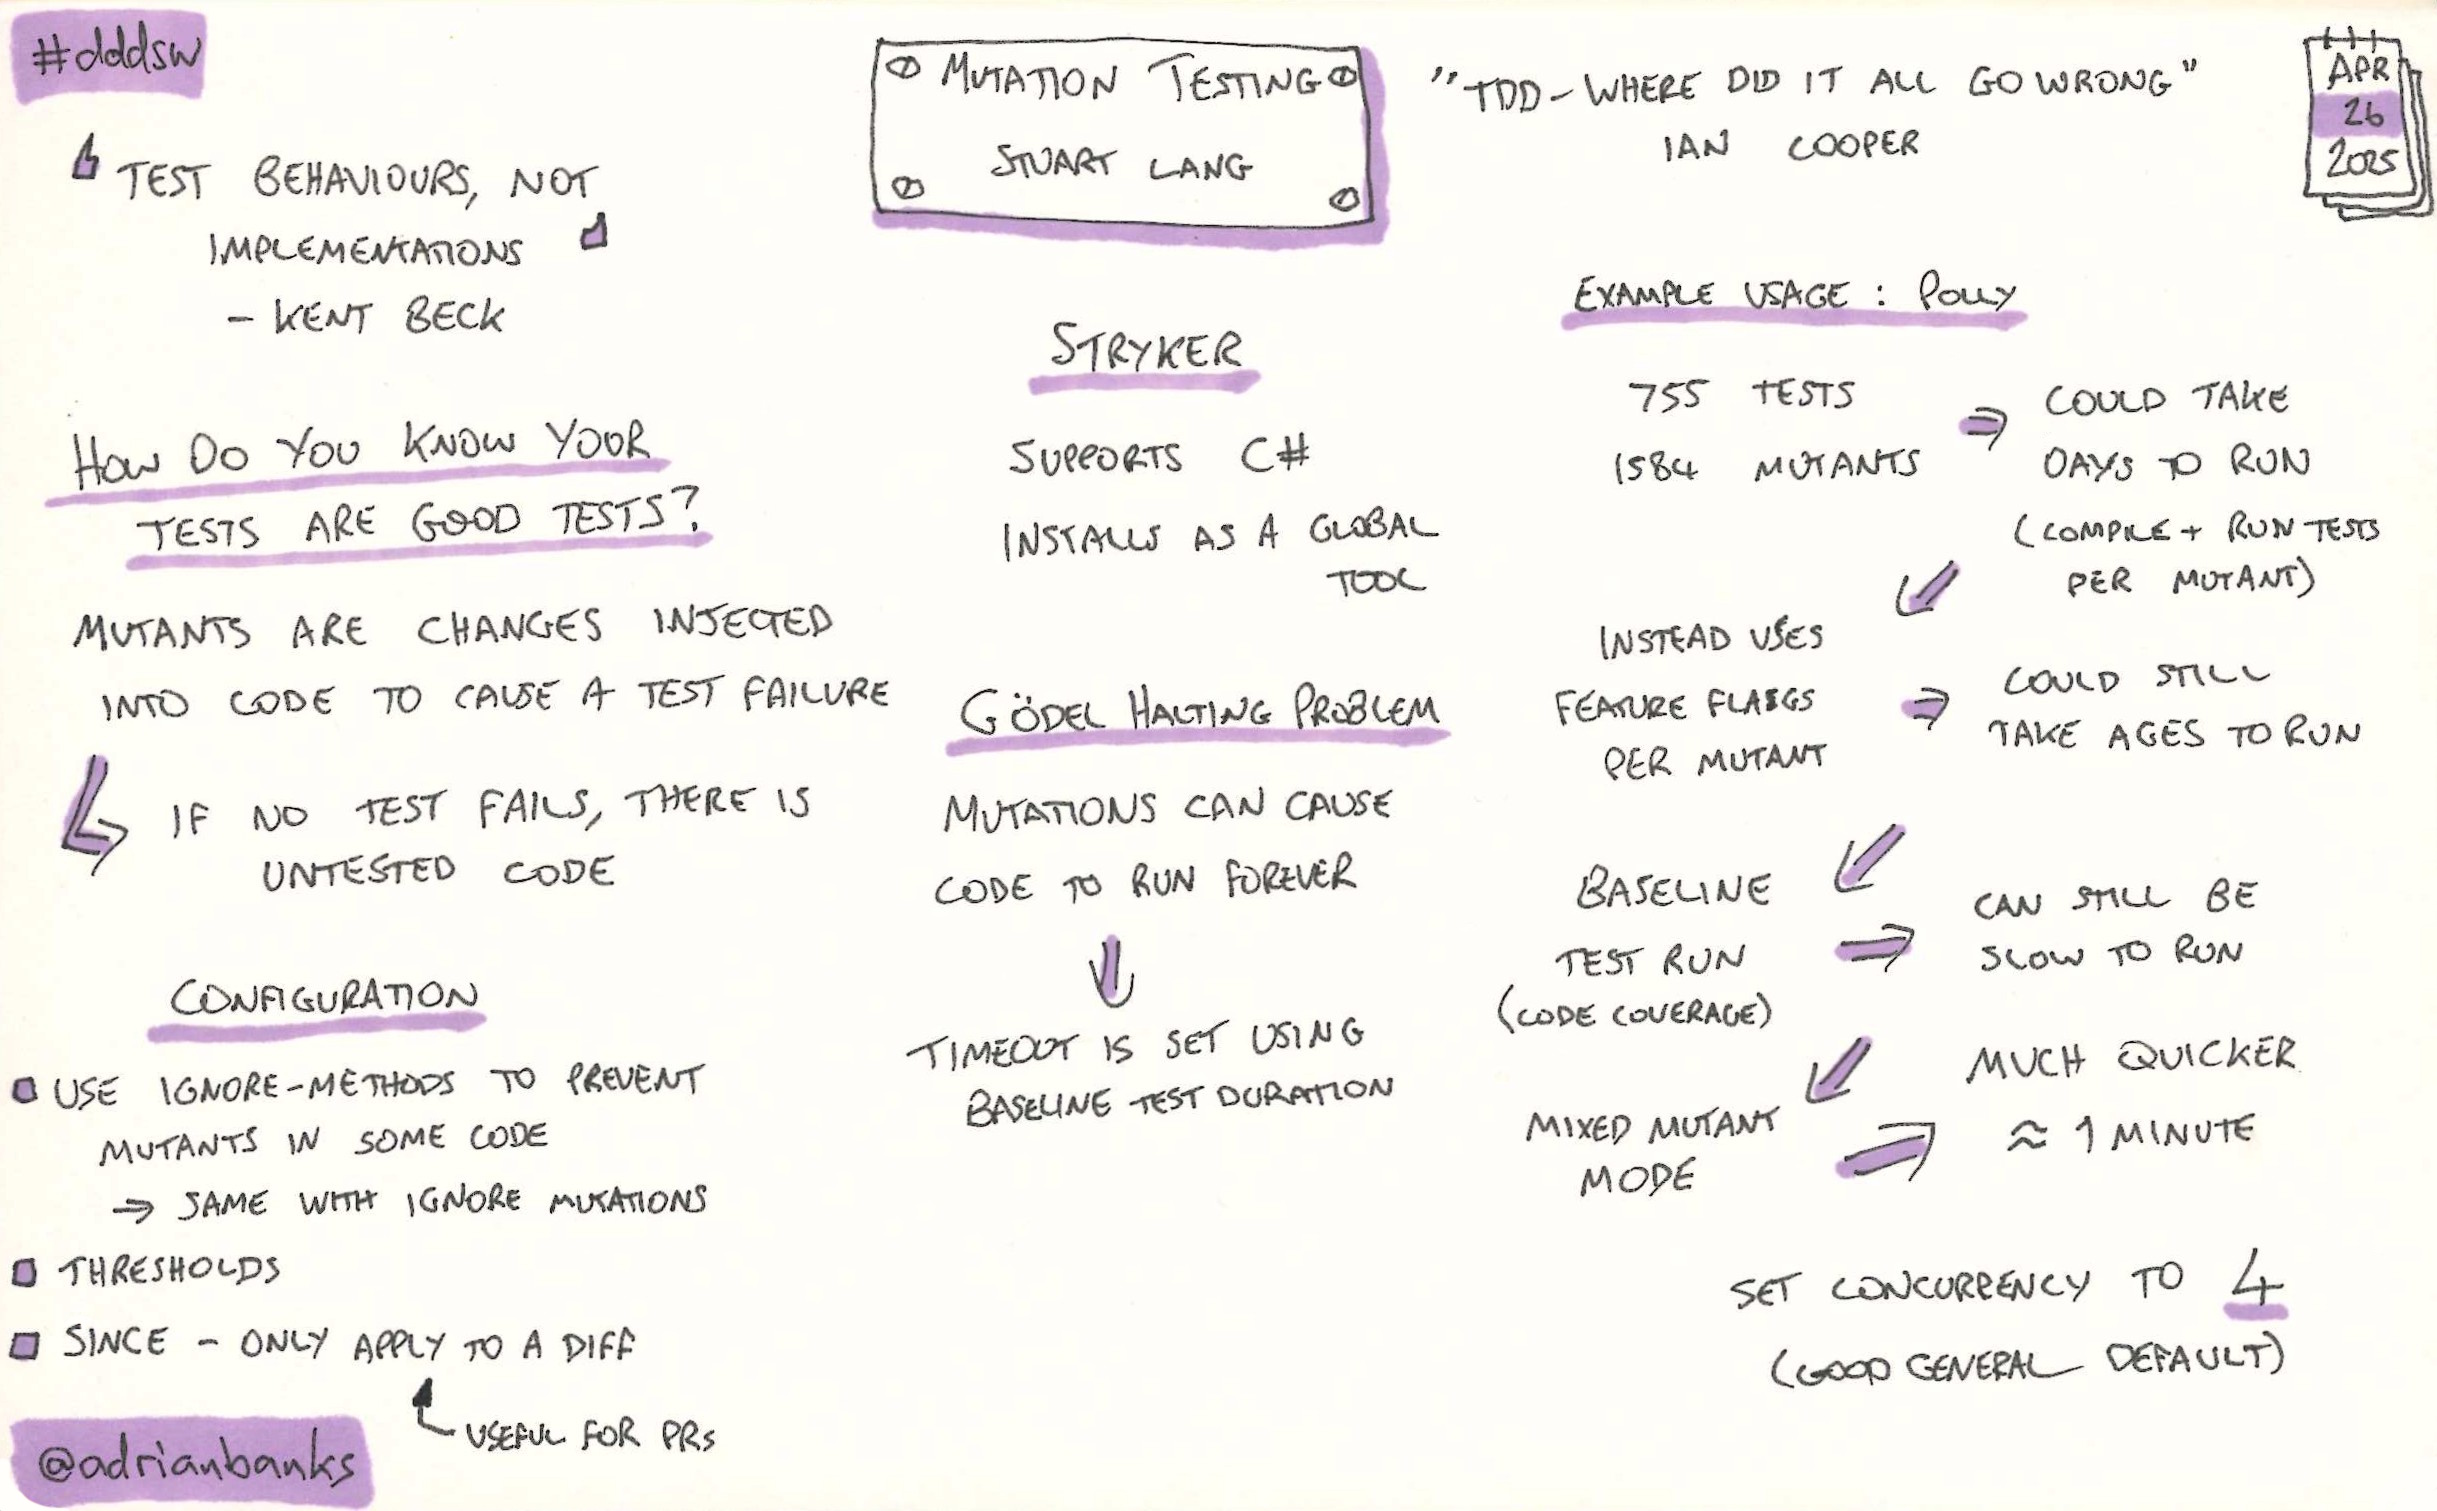 #dddsw
MUTATION TESTING
STUART LANG
"TDD - WHERE DID IT ALL GO WRONG"
IAN COOPER
APR
26
2025
TEST BEHAVIOURS, NOT
IMPLEMENTATIONS
- KENT BECK
HOW DO YOU KNOW YOUR
TESTS ARE GOOD TESTS?
MUTANTS ARE CHANGES INJECTED
INTO CODE TO CAUSE A TEST FAILURE
IF NO TEST FAILS, THERE IS
UNTESTED CODE
CONFIGURATION
USE IGNORE-METHODS TO PREVENT
MUTANTS IN SOME CODE
→ SAME WITH IGNORE MUTATIONS
THRESHOLDS
SINCE - ONLY APPLY TO A DIFF
USEFUL FOR PRs
@adrianbanks
STRYKER
SUPPORTS C#
INSTALLS AS A GLOBAL
TOOL
GÖDEL HALTING PROBLEM
MUTATIONS CAN CAUSE
CODE TO RUN FOREVER
TIMEOUT IS SET USING
BASELINE TEST DURATION
EXAMPLE USAGE : POLLY
755 TESTS
1584 MUTANTS
COULD TAKE
DAYS TO RUN
(COMPILE + RUN TESTS
PER MUTANT)
INSTEAD USES
FEATURE FLAGS
PER MUTANT
COULD STILL
TAKE AGES TO RUN
BASELINE
TEST RUN
(CODE COVERAGE)
CAN STILL BE
SLOW TO RUN
MIXED MUTANT
MODE
MUCH QUICKER
≈ 1 MINUTE
SET CONCURRENCY TO 4
(GOOD GENERAL DEFAULT)